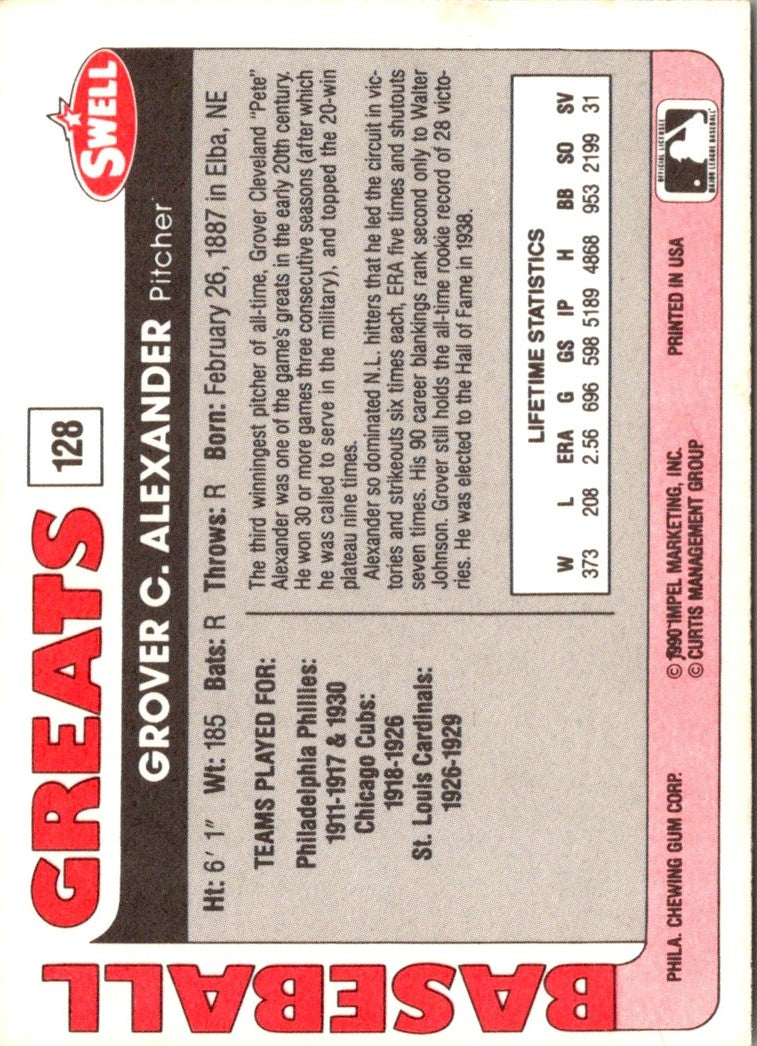 BASEBALL
GREATS
128
SWELL
GROVER C. ALEXANDER Pitcher
Ht: 6' 1" Wt: 185 Bats: R Throws: R Born: February 26, 1887 in Elba, NE
TEAMS PLAYED FOR:
Philadelphia Phillies:
1911-1917 & 1930
Chicago Cubs:
1918-1926
St. Louis Cardinals:
1926-1929
The third winningest pitcher of all-time, Grover Cleveland "Pete"
Alexander was one of the game's greats in the early 20th century.
He won 30 or more games three consecutive seasons (after which
he was called to serve in the military), and topped the 20-win
plateau nine times.
Alexander so dominated N.L. hitters that he led the circuit in vic-
tories and strikeouts six times each, ERA five times and shutouts
seven times. His 90 career blankings rank second only to Walter
Johnson. Grover still holds the all-time rookie record of 28 victo-
ries. He was elected to the Hall of Fame in 1938.
LIFETIME STATISTICS
W L ERA G GS IP H BB SO SV
373 208 2.56 696 598 5189 4868 953 2199 31
PHILA. CHEWING GUM CORP.
© 1990 IMPEL MARKETING, INC.
© CURTIS MANAGEMENT GROUP
PRINTED IN USA
OFFICIAL LICENSEE
MAJOR LEAGUE BASEBALL